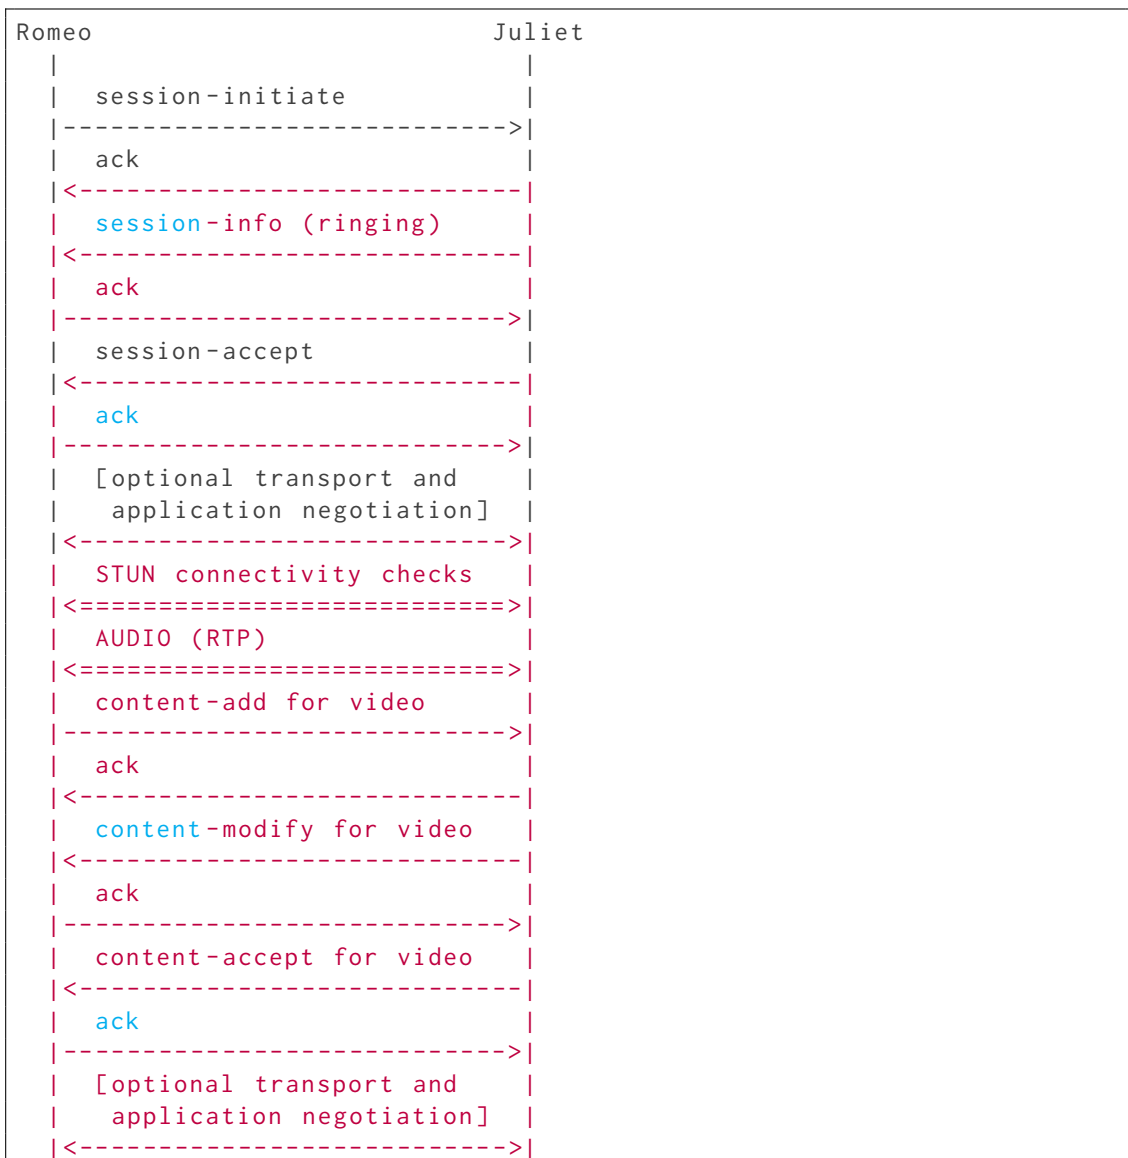 Romeo                         Juliet
  |                             |
  |  session-initiate           |
  |---------------------------->|
  |  ack                        |
  |<----------------------------|
  |  session-info (ringing)     |
  |<----------------------------|
  |  ack                        |
  |---------------------------->|
  |  session-accept             |
  |<----------------------------|
  |  ack                        |
  |---------------------------->|
  |  [optional transport and    |
  |   application negotiation]  |
  |<--------------------------->|
  |  STUN connectivity checks   |
  |<===========================>|
  |  AUDIO (RTP)                |
  |<===========================>|
  |  content-add for video      |
  |---------------------------->|
  |  ack                        |
  |<----------------------------|
  |  content-modify for video   |
  |<----------------------------|
  |  ack                        |
  |---------------------------->|
  |  content-accept for video   |
  |<----------------------------|
  |  ack                        |
  |---------------------------->|
  |  [optional transport and    |
  |   application negotiation]  |
  |<--------------------------->|